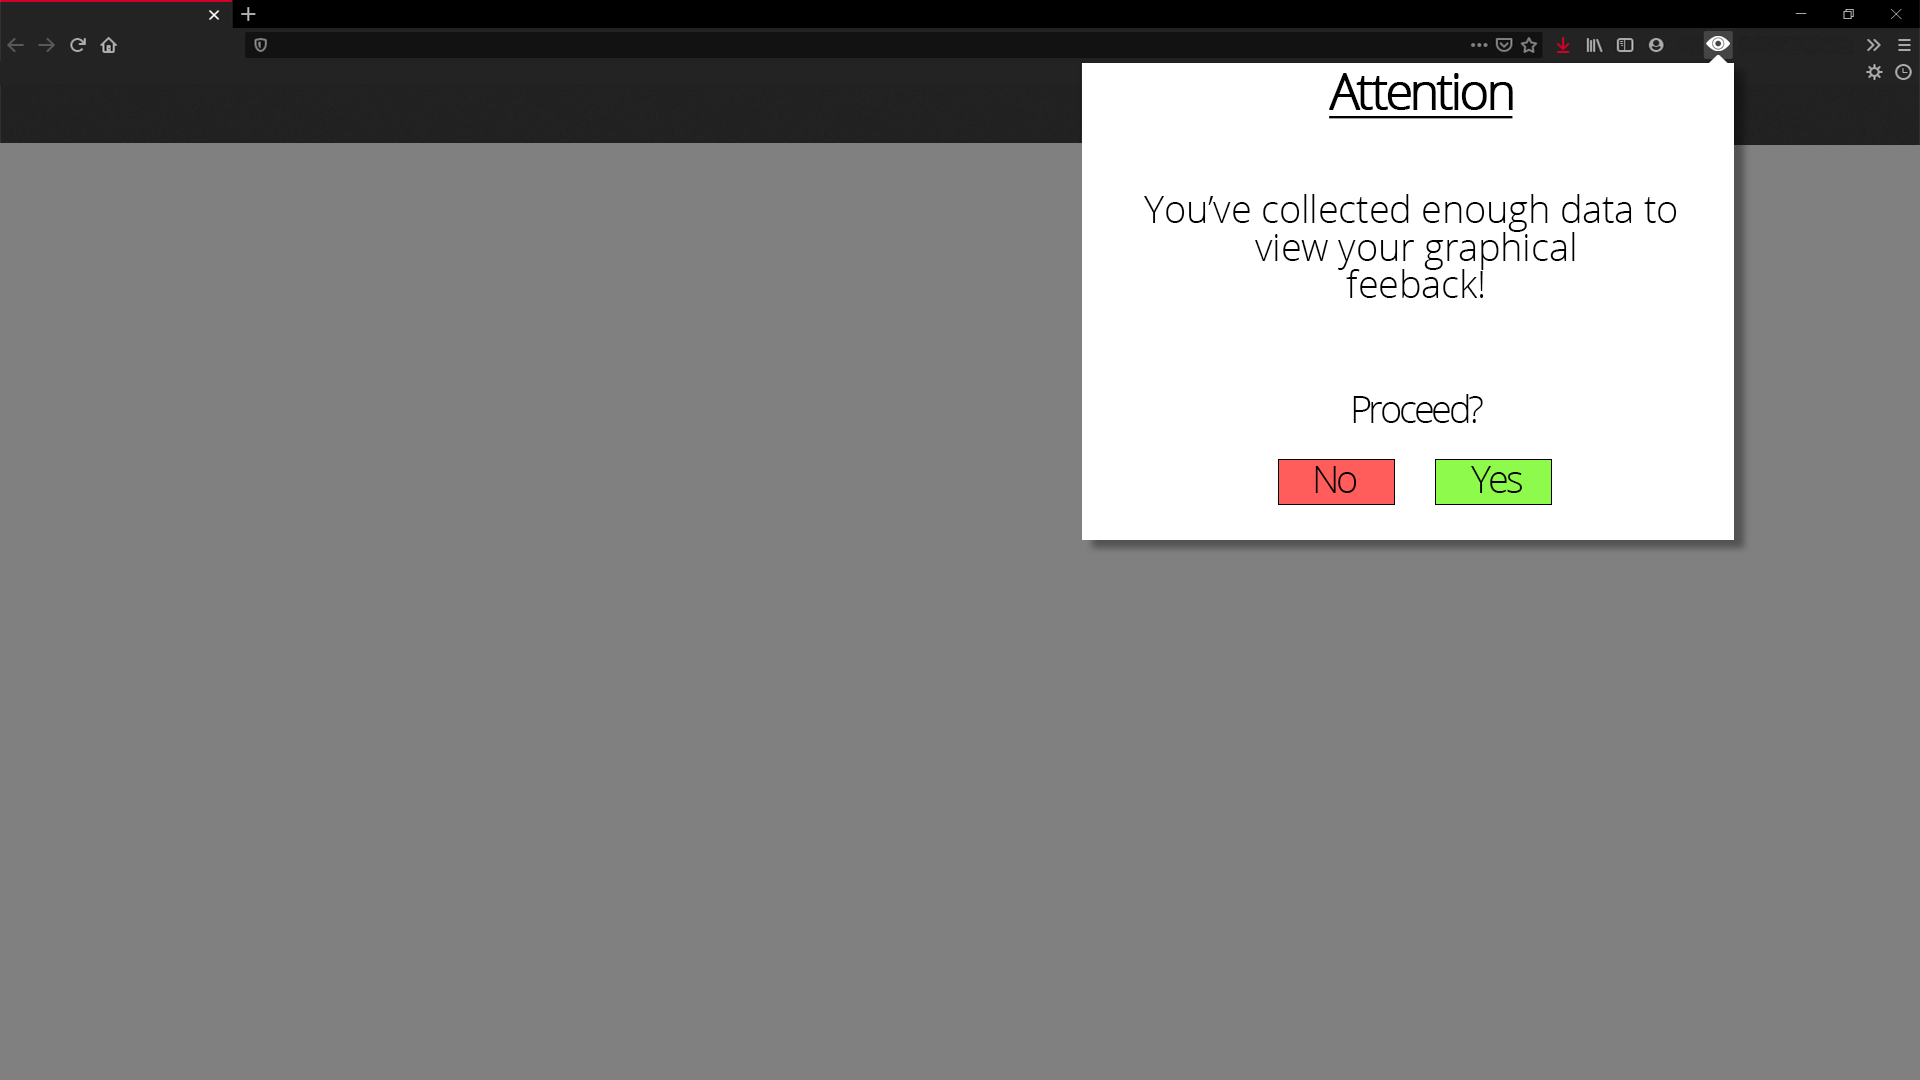 Attention
You've collected enough data to
view your graphical
feeback!
Proceed?
No
Yes